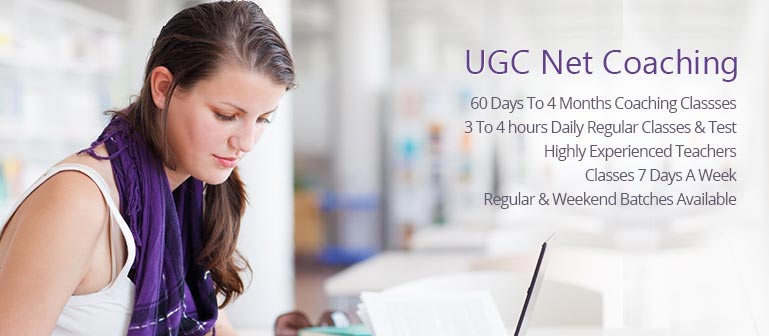 UGC Net Coaching
60 Days To 4 Months Coaching Classses
3 To 4 hours Daily Regular Classes & Test
Highly Experienced Teachers
Classes 7 Days A Week
Regular & Weekend Batches Available